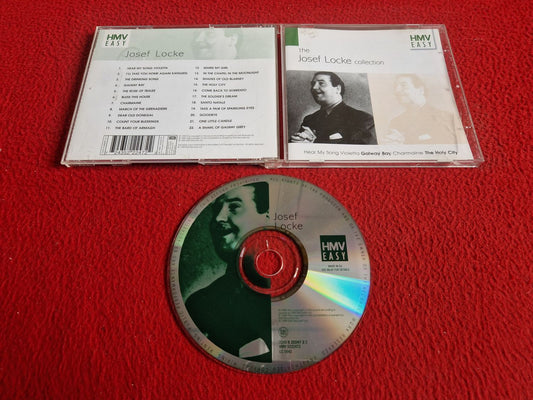 HMV
EASY
Josef Locke
1. HEAR MY SONG VIOLETTA
2. I'LL TAKE YOU HOME AGAIN KATHLEEN
3. THE DRINKING SONG
4. GALWAY BAY
5. THE ROSE OF TRALEE
6. BLESS THIS HOUSE
7. CHARMAINE
8. MARCH OF THE GRENADIERS
9. DEAR OLD DONEGAL
10. COUNT YOUR BLESSINGS
11. THE BARD OF ARMAGH
12. WE'RE MY GIRL
13. IN THE CHAPEL IN THE MOONLIGHT
14. SHADES OF OLD BLARNEY
15. THE HOLY CITY
16. COME BACK TO SORRENTO
17. THE SOLDIER'S DREAM
18. SANTO NATALE
19. TAKE A PAIR OF SPARKLING EYES
20. GOODBYE
21. ONE LITTLE CANDLE
22. A SHAWL OF GALWAY GREY
HMV
EASY
the
Josef Locke collection
Hear My Song Violetta Galway Bay Charmaine The Holy City
Josef
Locke
HMV
EASY